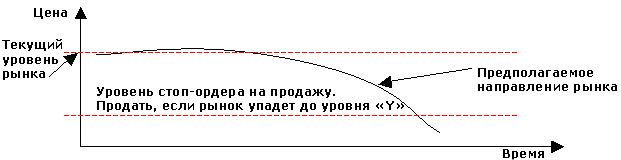 Цена
Текущий
уровень
рынка
Предполагаемое
направление рынка
Уровень стоп-ордера на продажу.
Продать, если рынок упадет до уровня «Y»
Время